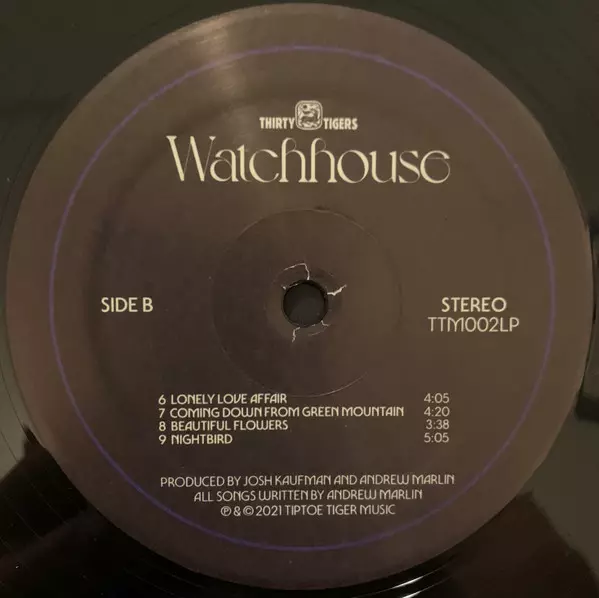 THIRTY TIGERS
Watchhouse
SIDE B
STEREO
TTM002LP
6 LONELY LOVE AFFAIR 4:05
7 COMING DOWN FROM GREEN MOUNTAIN 4:20
8 BEAUTIFUL FLOWERS 3:38
9 NIGHTBIRD 5:05
PRODUCED BY JOSH KAUFMAN AND ANDREW MARLIN
ALL SONGS WRITTEN BY ANDREW MARLIN
℗ & © 2021 TIPTOE TIGER MUSIC